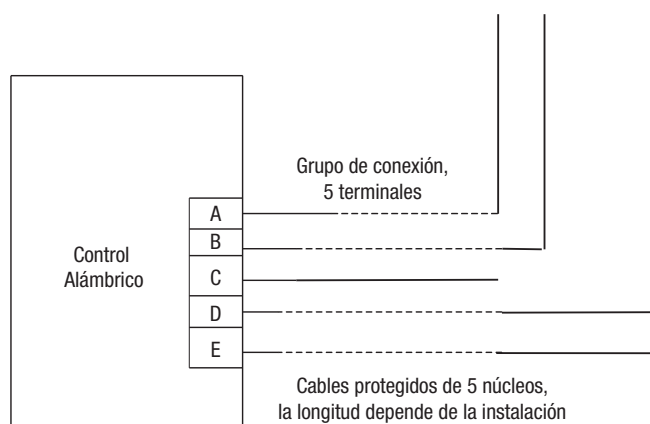 Grupo de conexión,
5 terminales
A
B
Control
Alámbrico
C
D
E
Cables protegidos de 5 núcleos,
la longitud depende de la instalación